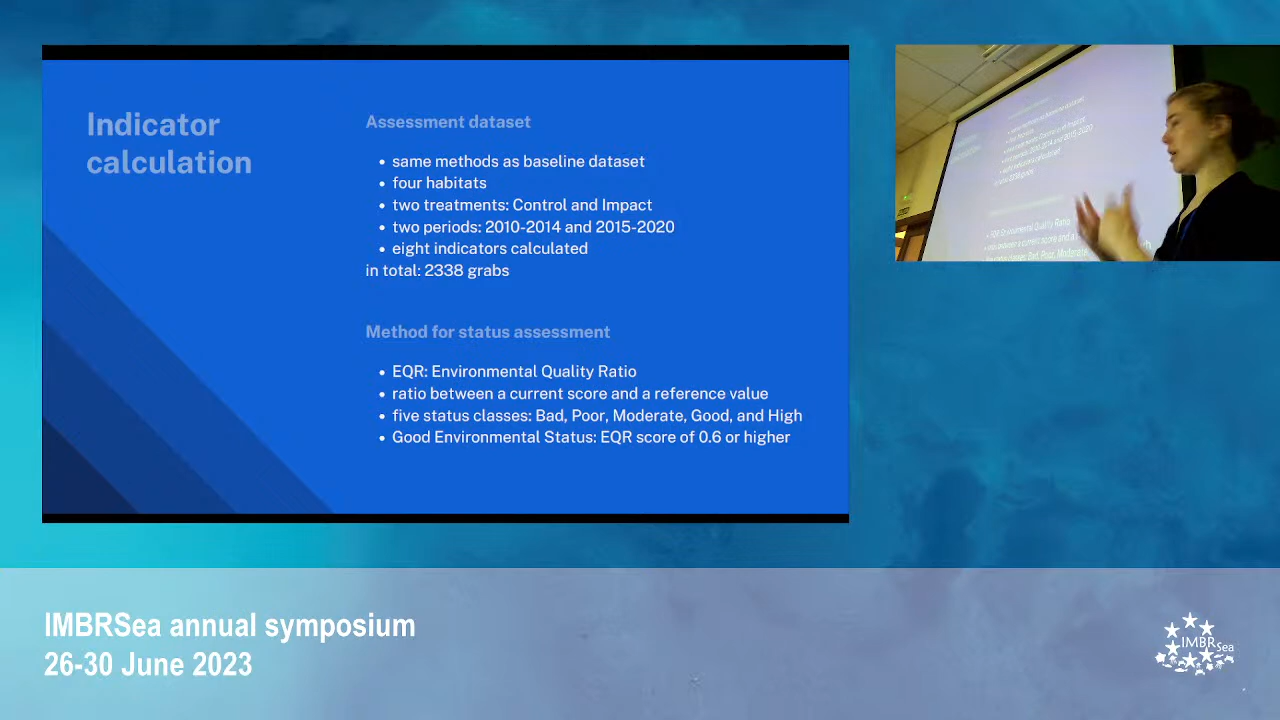 Indicator
calculation
Assessment dataset
• same methods as baseline dataset
• four habitats
• two treatments: Control and Impact
• two periods: 2010-2014 and 2015-2020
• eight indicators calculated
in total: 2338 grabs
Method for status assessment
• EQR: Environmental Quality Ratio
• ratio between a current score and a reference value
• five status classes: Bad, Poor, Moderate, Good, and High
• Good Environmental Status: EQR score of 0.6 or higher
IMBRSea annual symposium
26-30 June 2023
IMBRSea